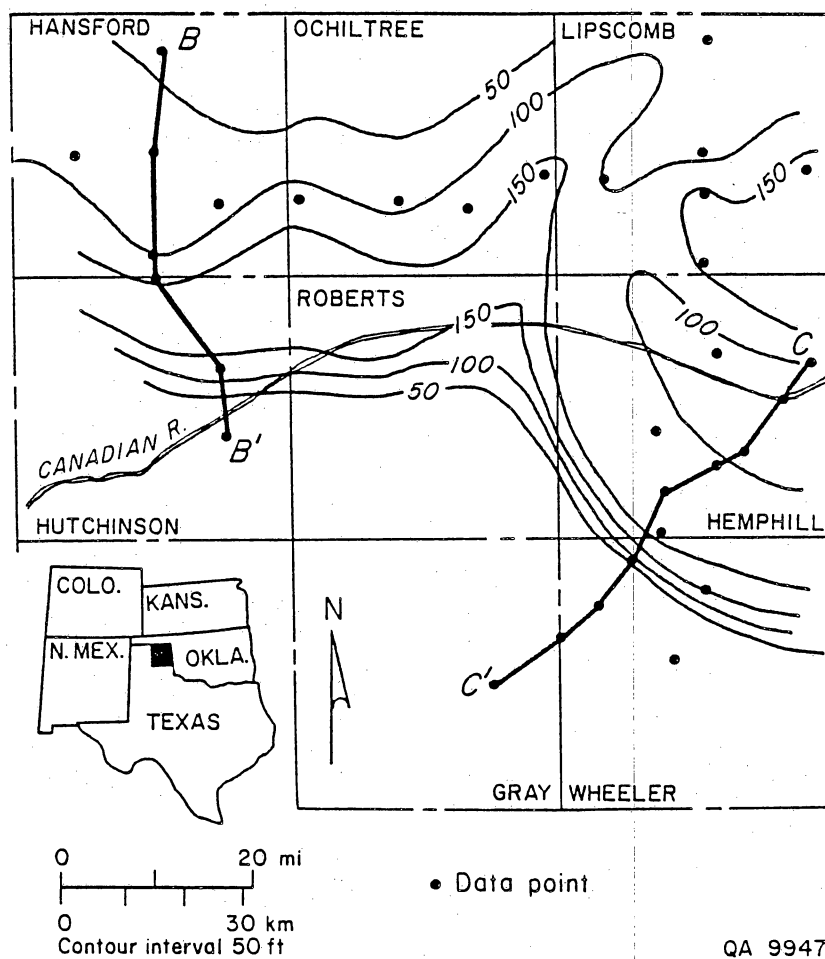 HANSFORD
B
OCHILTREE
LIPSCOMB
50
100
150
150
ROBERTS
150
100
50
100
C
CANADIAN R.
B'
HUTCHINSON
HEMPHILL
COLO.
KANS.
N. MEX.
OKLA.
TEXAS
N
C'
GRAY
WHEELER
0 20 mi
0 30 km
Contour interval 50 ft
Data point
QA 9947